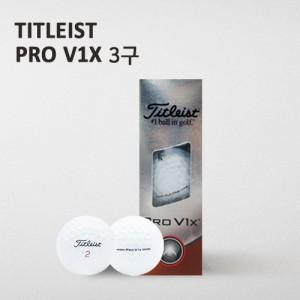 TITLEIST
PRO V1X 3구
Titleist
#1 ball in golf.
PRO V1x
Titleist
2